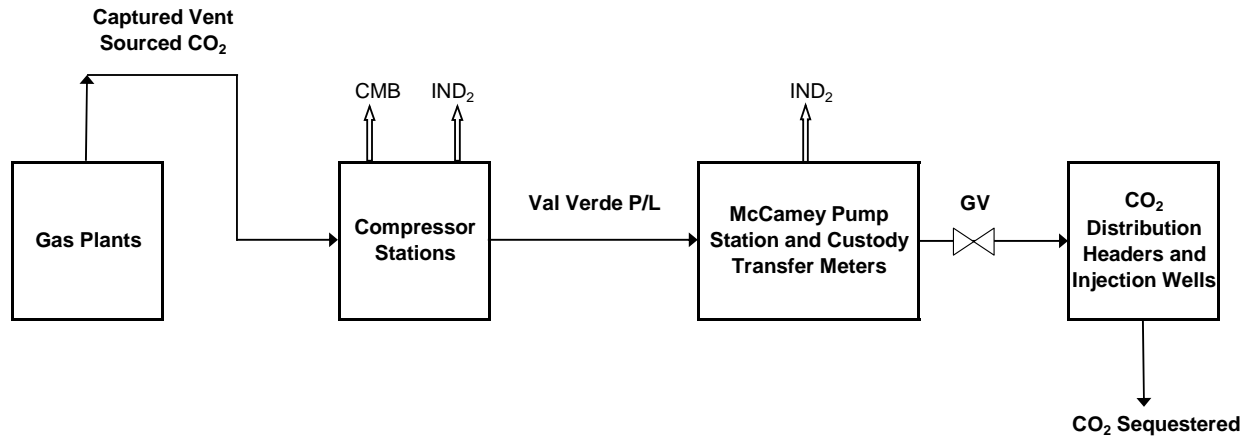 Captured Vent
Sourced CO₂
CMB
IND₂
IND₂
Gas Plants
Compressor
Stations
Val Verde P/L
McCamey Pump
Station and Custody
Transfer Meters
GV
CO₂
Distribution
Headers and
Injection Wells
CO₂ Sequestered